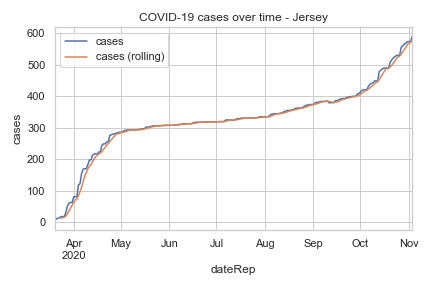 COVID-19 cases over time - Jersey
cases
cases (rolling)
600
500
400
300
200
100
0
cases
Apr May Jun Jul Aug Sep Oct Nov
2020
dateRep